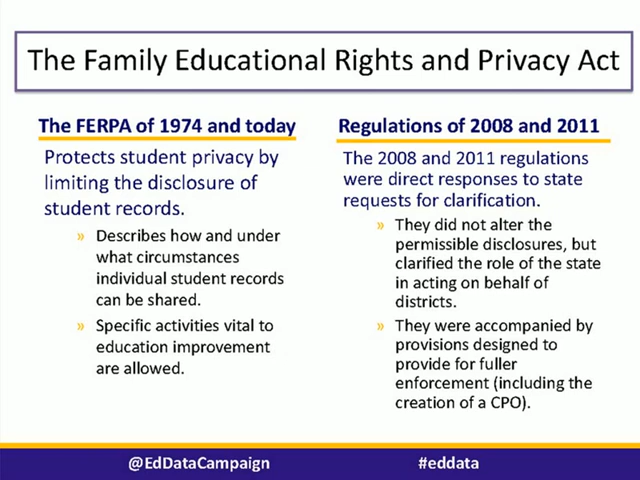 The Family Educational Rights and Privacy Act
The FERPA of 1974 and today
Protects student privacy by
limiting the disclosure of
student records.
» Describes how and under
what circumstances
individual student records
can be shared.
» Specific activities vital to
education improvement
are allowed.
Regulations of 2008 and 2011
The 2008 and 2011 regulations
were direct responses to state
requests for clarification.
» They did not alter the
permissible disclosures, but
clarified the role of the state
in acting on behalf of
districts.
» They were accompanied by
provisions designed to
provide for fuller
enforcement (including the
creation of a CPO).
@EdDataCampaign
#eddata